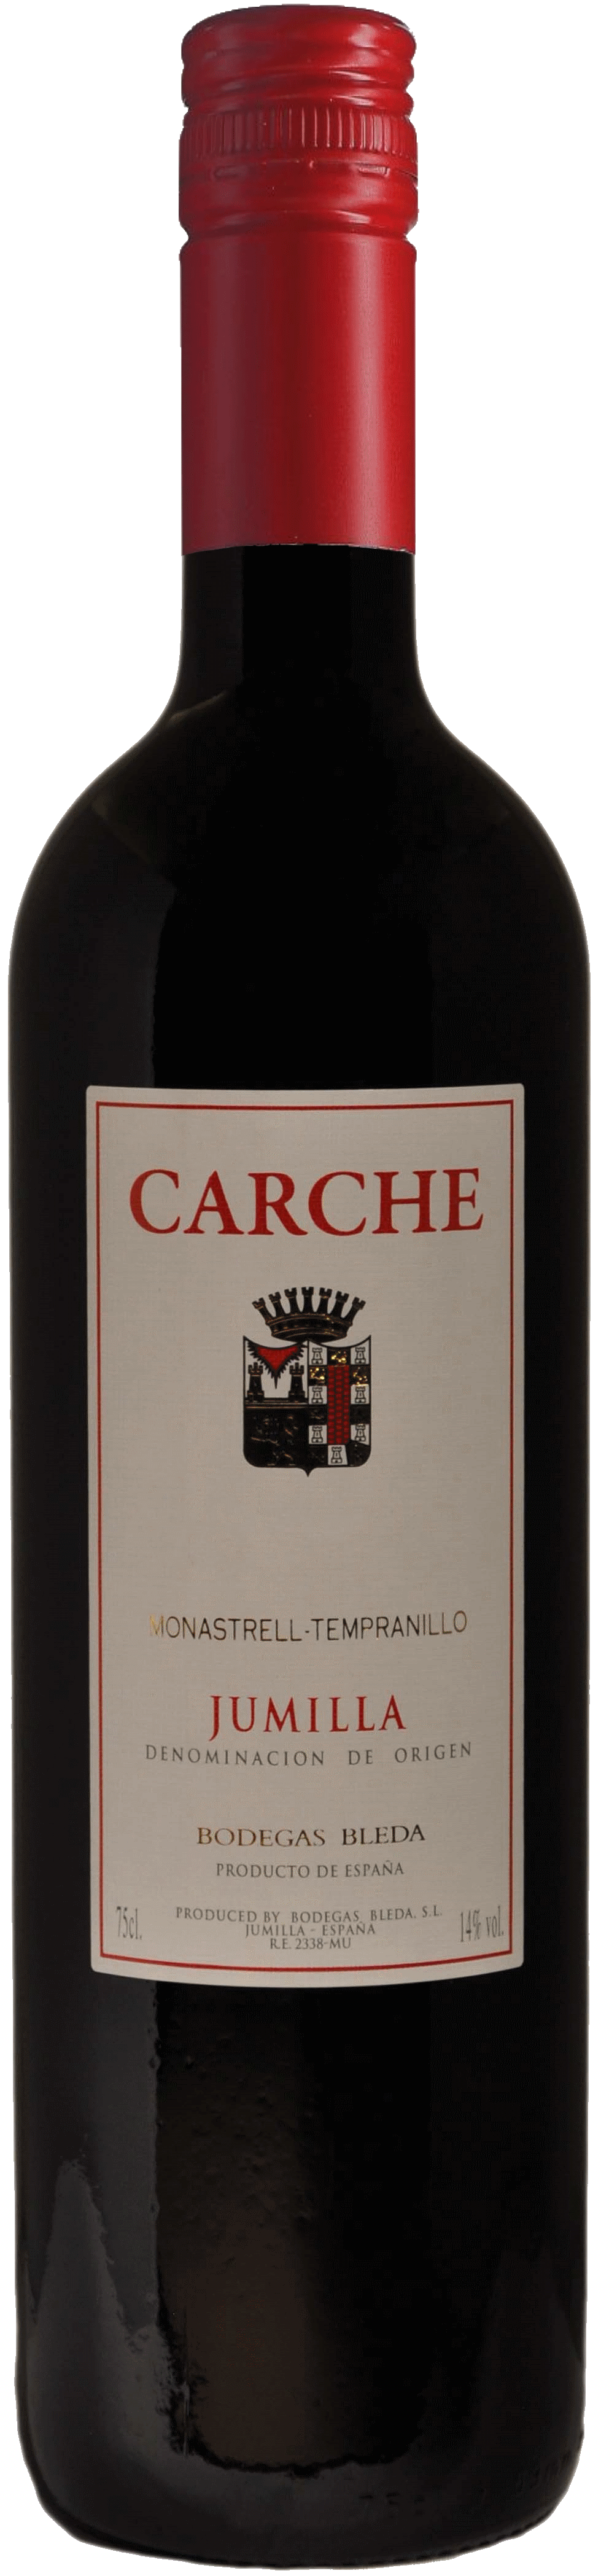 CARCHE
MONASTRELL-TEMPRANILLO
JUMILLA
DENOMINACION DE ORIGEN
BODEGAS BLEDA
PRODUCTO DE ESPAÑA
75cl.
PRODUCED BY BODEGAS BLEDA, S.L.
JUMILLA - ESPAÑA
R.E. 2338-MU
14% vol.